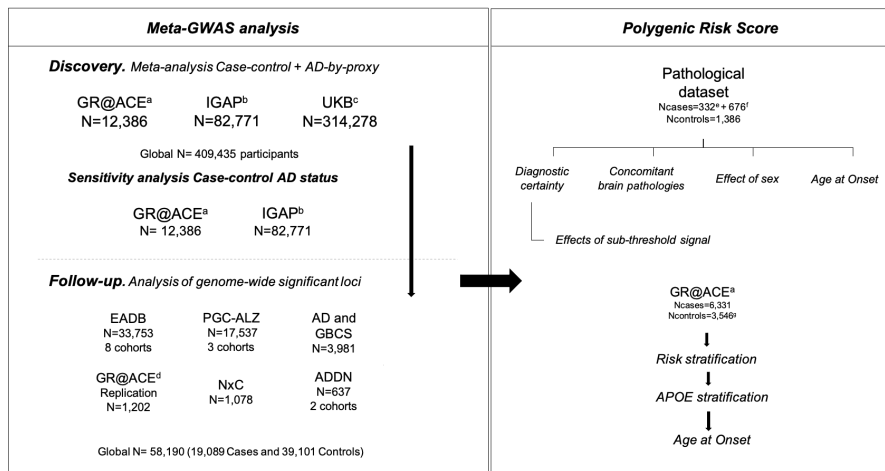 Meta-GWAS analysis
Discovery. Meta-analysis Case-control + AD-by-proxy
GR@ACEᵃ IGAPᵇ UKBᶜ
N=12,386 N=82,771 N=314,278
Global N= 409,435 participants
Sensitivity analysis Case-control AD status
GR@ACEᵃ IGAPᵇ
N= 12,386 N=82,771
Follow-up. Analysis of genome-wide significant loci
EADB
N=33,753
8 cohorts
PGC-ALZ
N=17,537
3 cohorts
AD and
GBCS
N=3,981
GR@ACEᵈ
Replication
N=1,202
NxC
N=1,078
ADDN
N=637
2 cohorts
Global N= 58,190 (19,089 Cases and 39,101 Controls)
Polygenic Risk Score
Pathological
dataset
Ncases=332ᵉ + 676ᶠ
Ncontrols=1,386
Diagnostic
certainty
Concomitant
brain pathologies
Effect of sex
Age at Onset
Effects of sub-threshold signal
GR@ACEᵃ
Ncases=6,331
Ncontrols=3,546ᵍ
Risk stratification
APOE stratification
Age at Onset